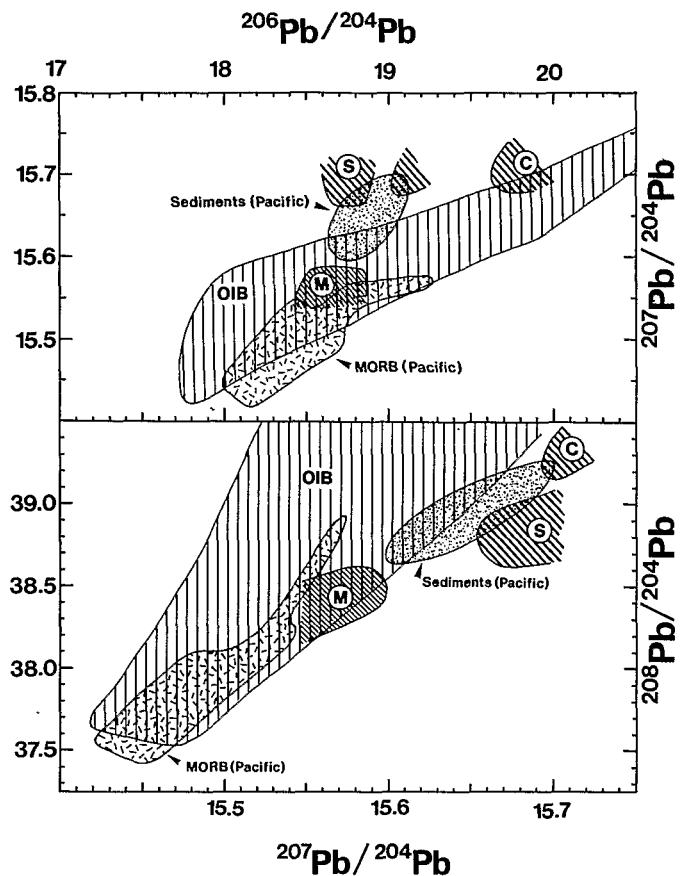 206Pb/204Pb
17 18 19 20
15.8
15.7
15.6
15.5
207Pb/204Pb
S
C
Sediments (Pacific)
M
OIB
MORB (Pacific)
39.0
38.5
38.0
37.5
208Pb/204Pb
OIB
C
S
Sediments (Pacific)
M
MORB (Pacific)
15.5 15.6 15.7
207Pb/204Pb